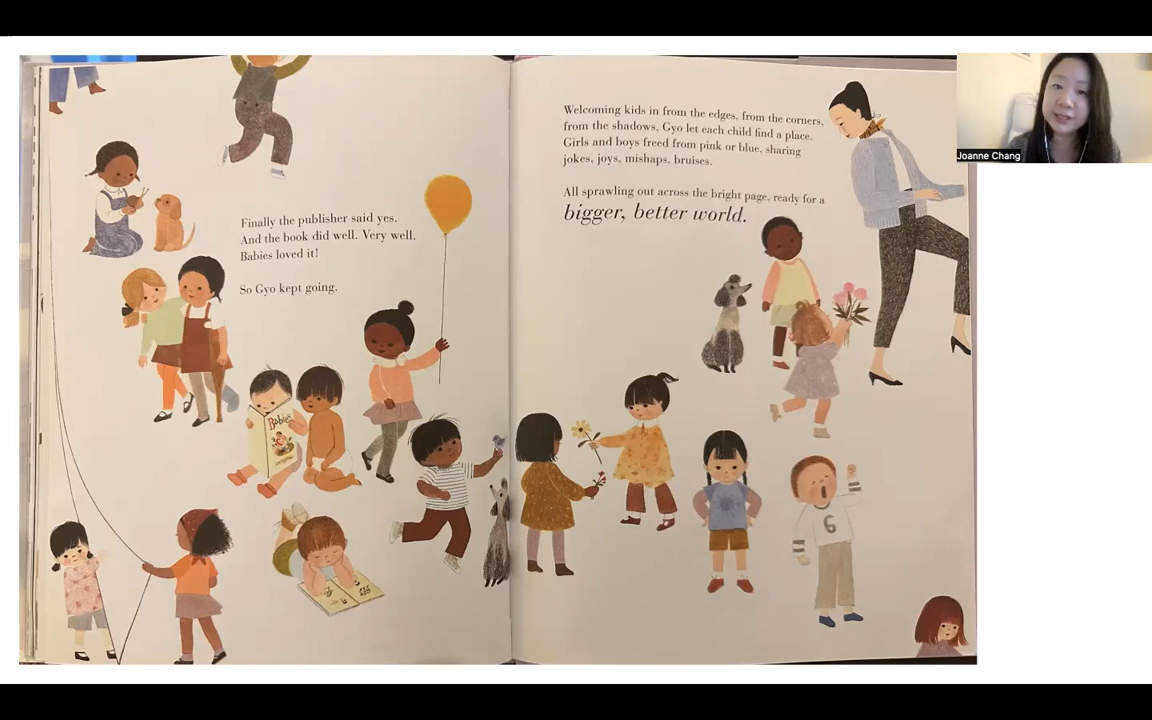 Finally the publisher said yes.
And the book did well. Very well.
Babies loved it!
So Gyo kept going.
Babies
Welcoming kids in from the edges, from the corners,
from the shadows, Gyo let each child find a place.
Girls and boys freed from pink or blue, sharing
jokes, joys, mishaps, bruises.
All sprawling out across the bright page, ready for a
bigger, better world.
6
Joanne Chang